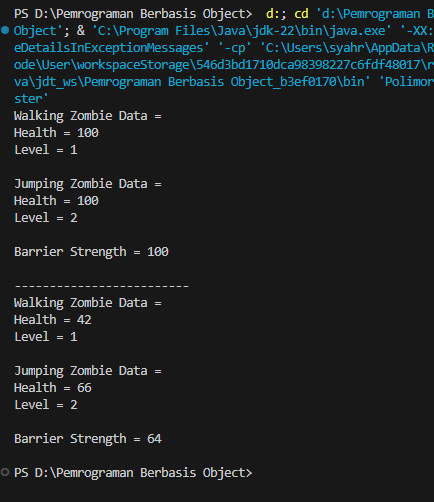 PS D:\Pemrograman Berbasis Object>  d:; cd 'd:\Pemrograman B
Object'; & 'C:\Program Files\Java\jdk-22\bin\java.exe' '-XX:
eDetailsInExceptionMessages' '-cp' 'C:\Users\syahr\AppData\R
ode\User\workspaceStorage\546d3bd1710dca98398227c6fdf48017\r
va\jdt_ws\Pemrograman Berbasis Object_b3ef0170\bin' 'Polimor
ster'
Walking Zombie Data =
Health = 100
Level = 1

Jumping Zombie Data =
Health = 100
Level = 2

Barrier Strength = 100

--------------------------
Walking Zombie Data =
Health = 42
Level = 1

Jumping Zombie Data =
Health = 66
Level = 2

Barrier Strength = 64

PS D:\Pemrograman Berbasis Object>